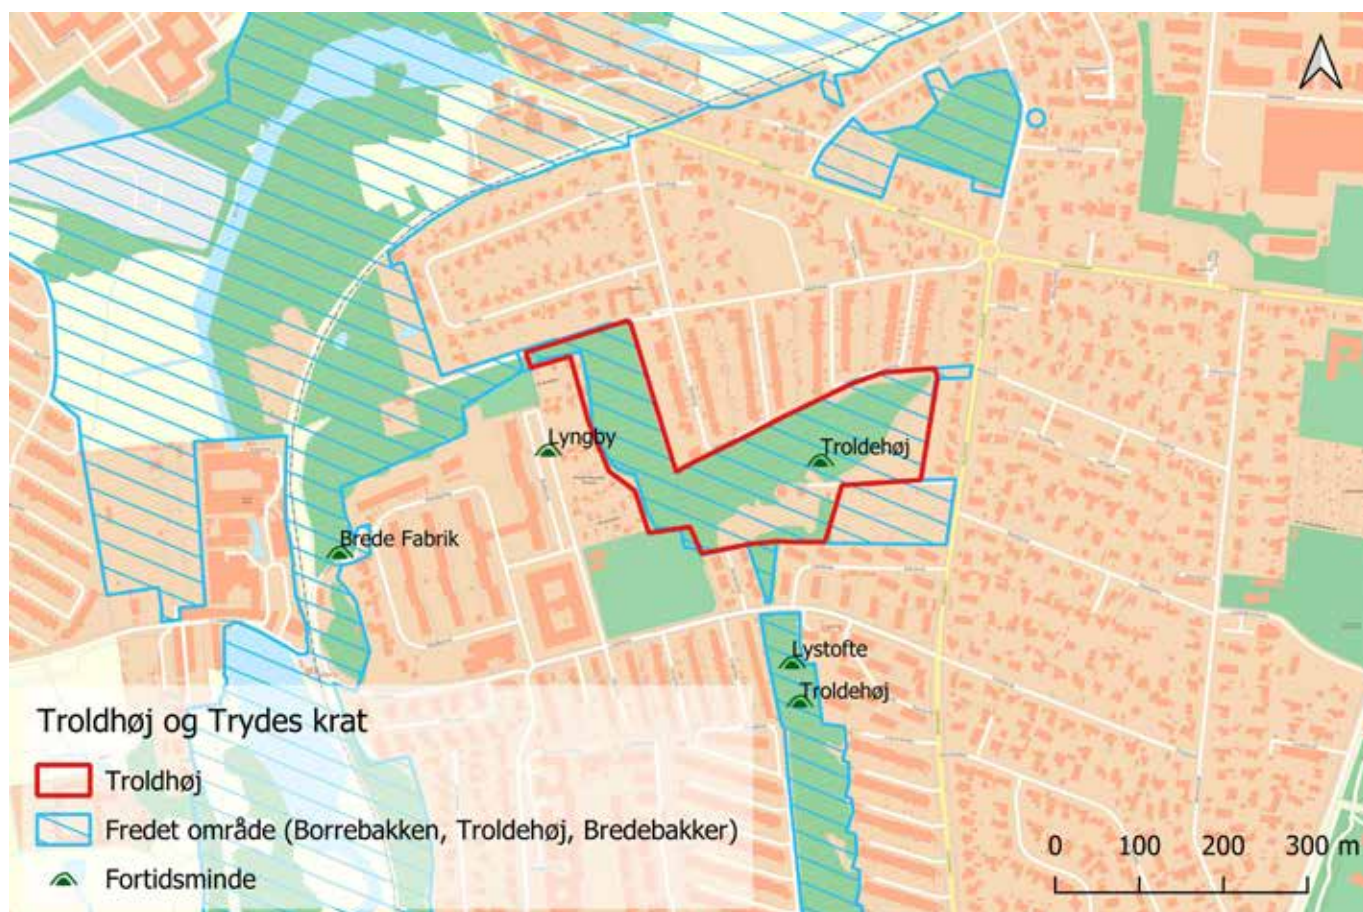 Lyngby
Troldehøj
Brede Fabrik
Lystofte
Troldehøj
Troldhøj og Trydes krat
Troldhøj
Fredet område (Borrebakken, Troldehøj, Bredebakker)
Fortidsminde
0 100 200 300 m